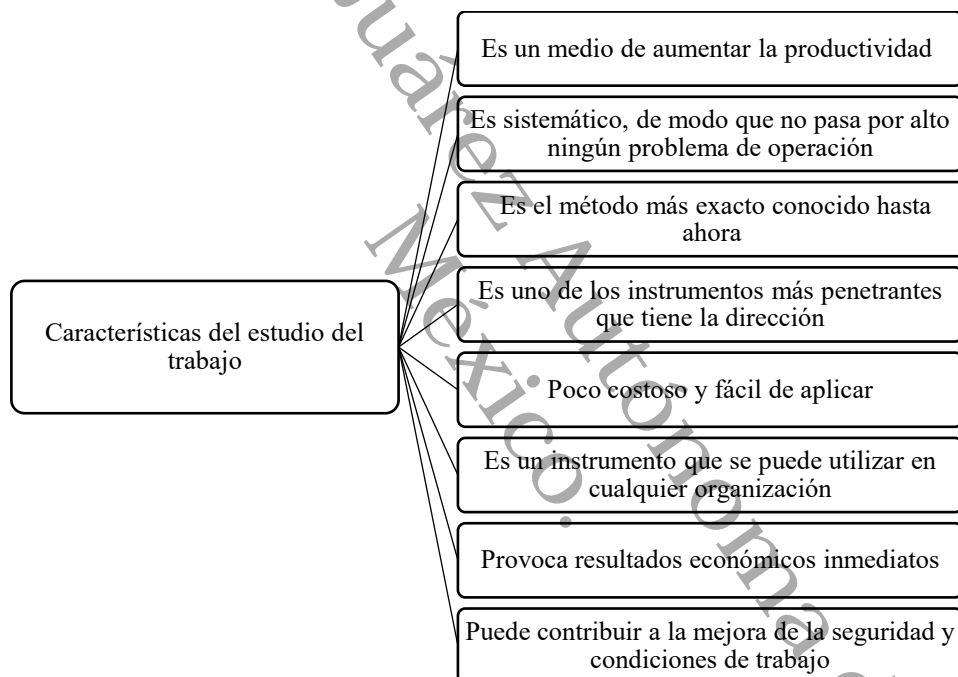 Es un medio de aumentar la productividad
Es sistemático, de modo que no pasa por alto
ningún problema de operación
Es el método más exacto conocido hasta
ahora
Es uno de los instrumentos más penetrantes
que tiene la dirección
Características del estudio del
trabajo
Poco costoso y fácil de aplicar
Es un instrumento que se puede utilizar en
cualquier organización
Provoca resultados económicos inmediatos
Puede contribuir a la mejora de la seguridad y
condiciones de trabajo
Juárez Autónoma
México.